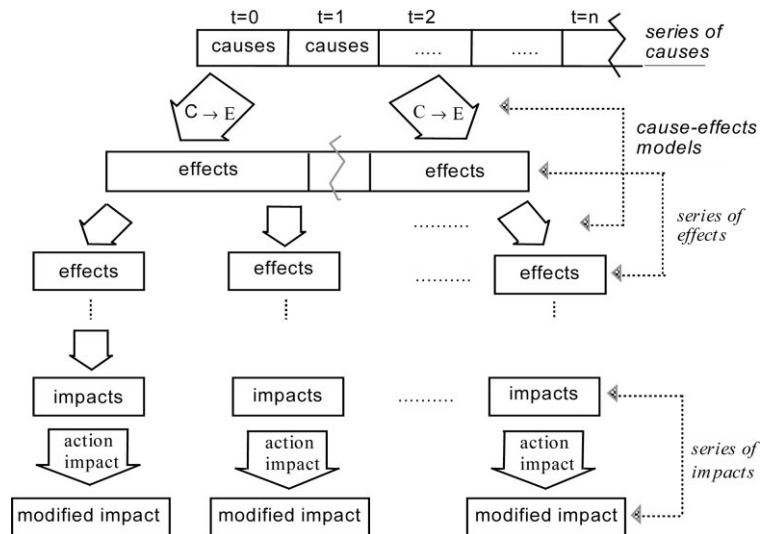 t=0 t=1 t=2 t=n
causes causes ..... .....
series of
causes
C → E C → E
cause-effects
models
effects effects
series of
effects
..........
effects effects .......... effects
impacts impacts .......... impacts
action
impact
action
impact
action
impact
series of
impacts
modified impact modified impact modified impact